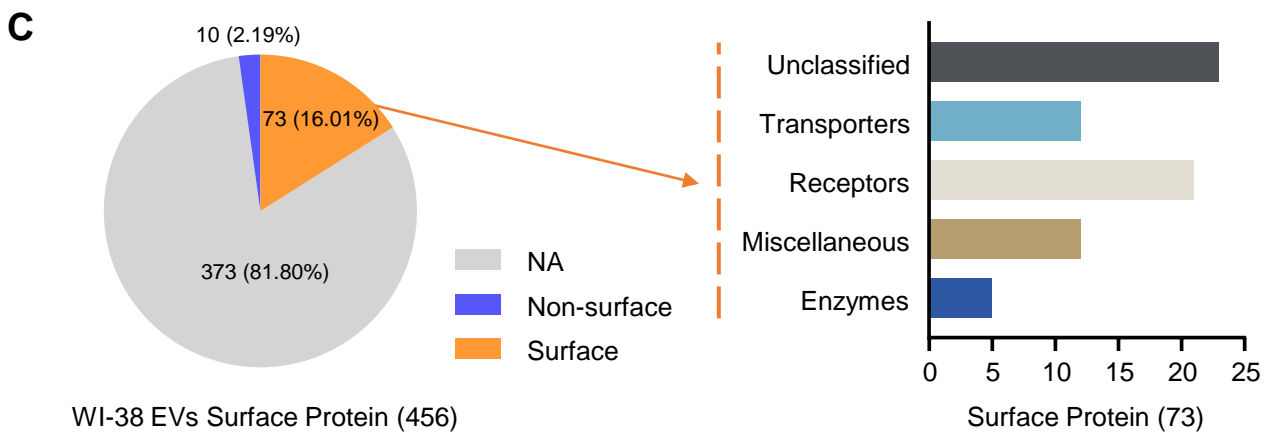 C
10 (2.19%)
73 (16.01%)
373 (81.80%)
NA
Non-surface
Surface
WI-38 EVs Surface Protein (456)
Unclassified
Transporters
Receptors
Miscellaneous
Enzymes
0 5 10 15 20 25
Surface Protein (73)